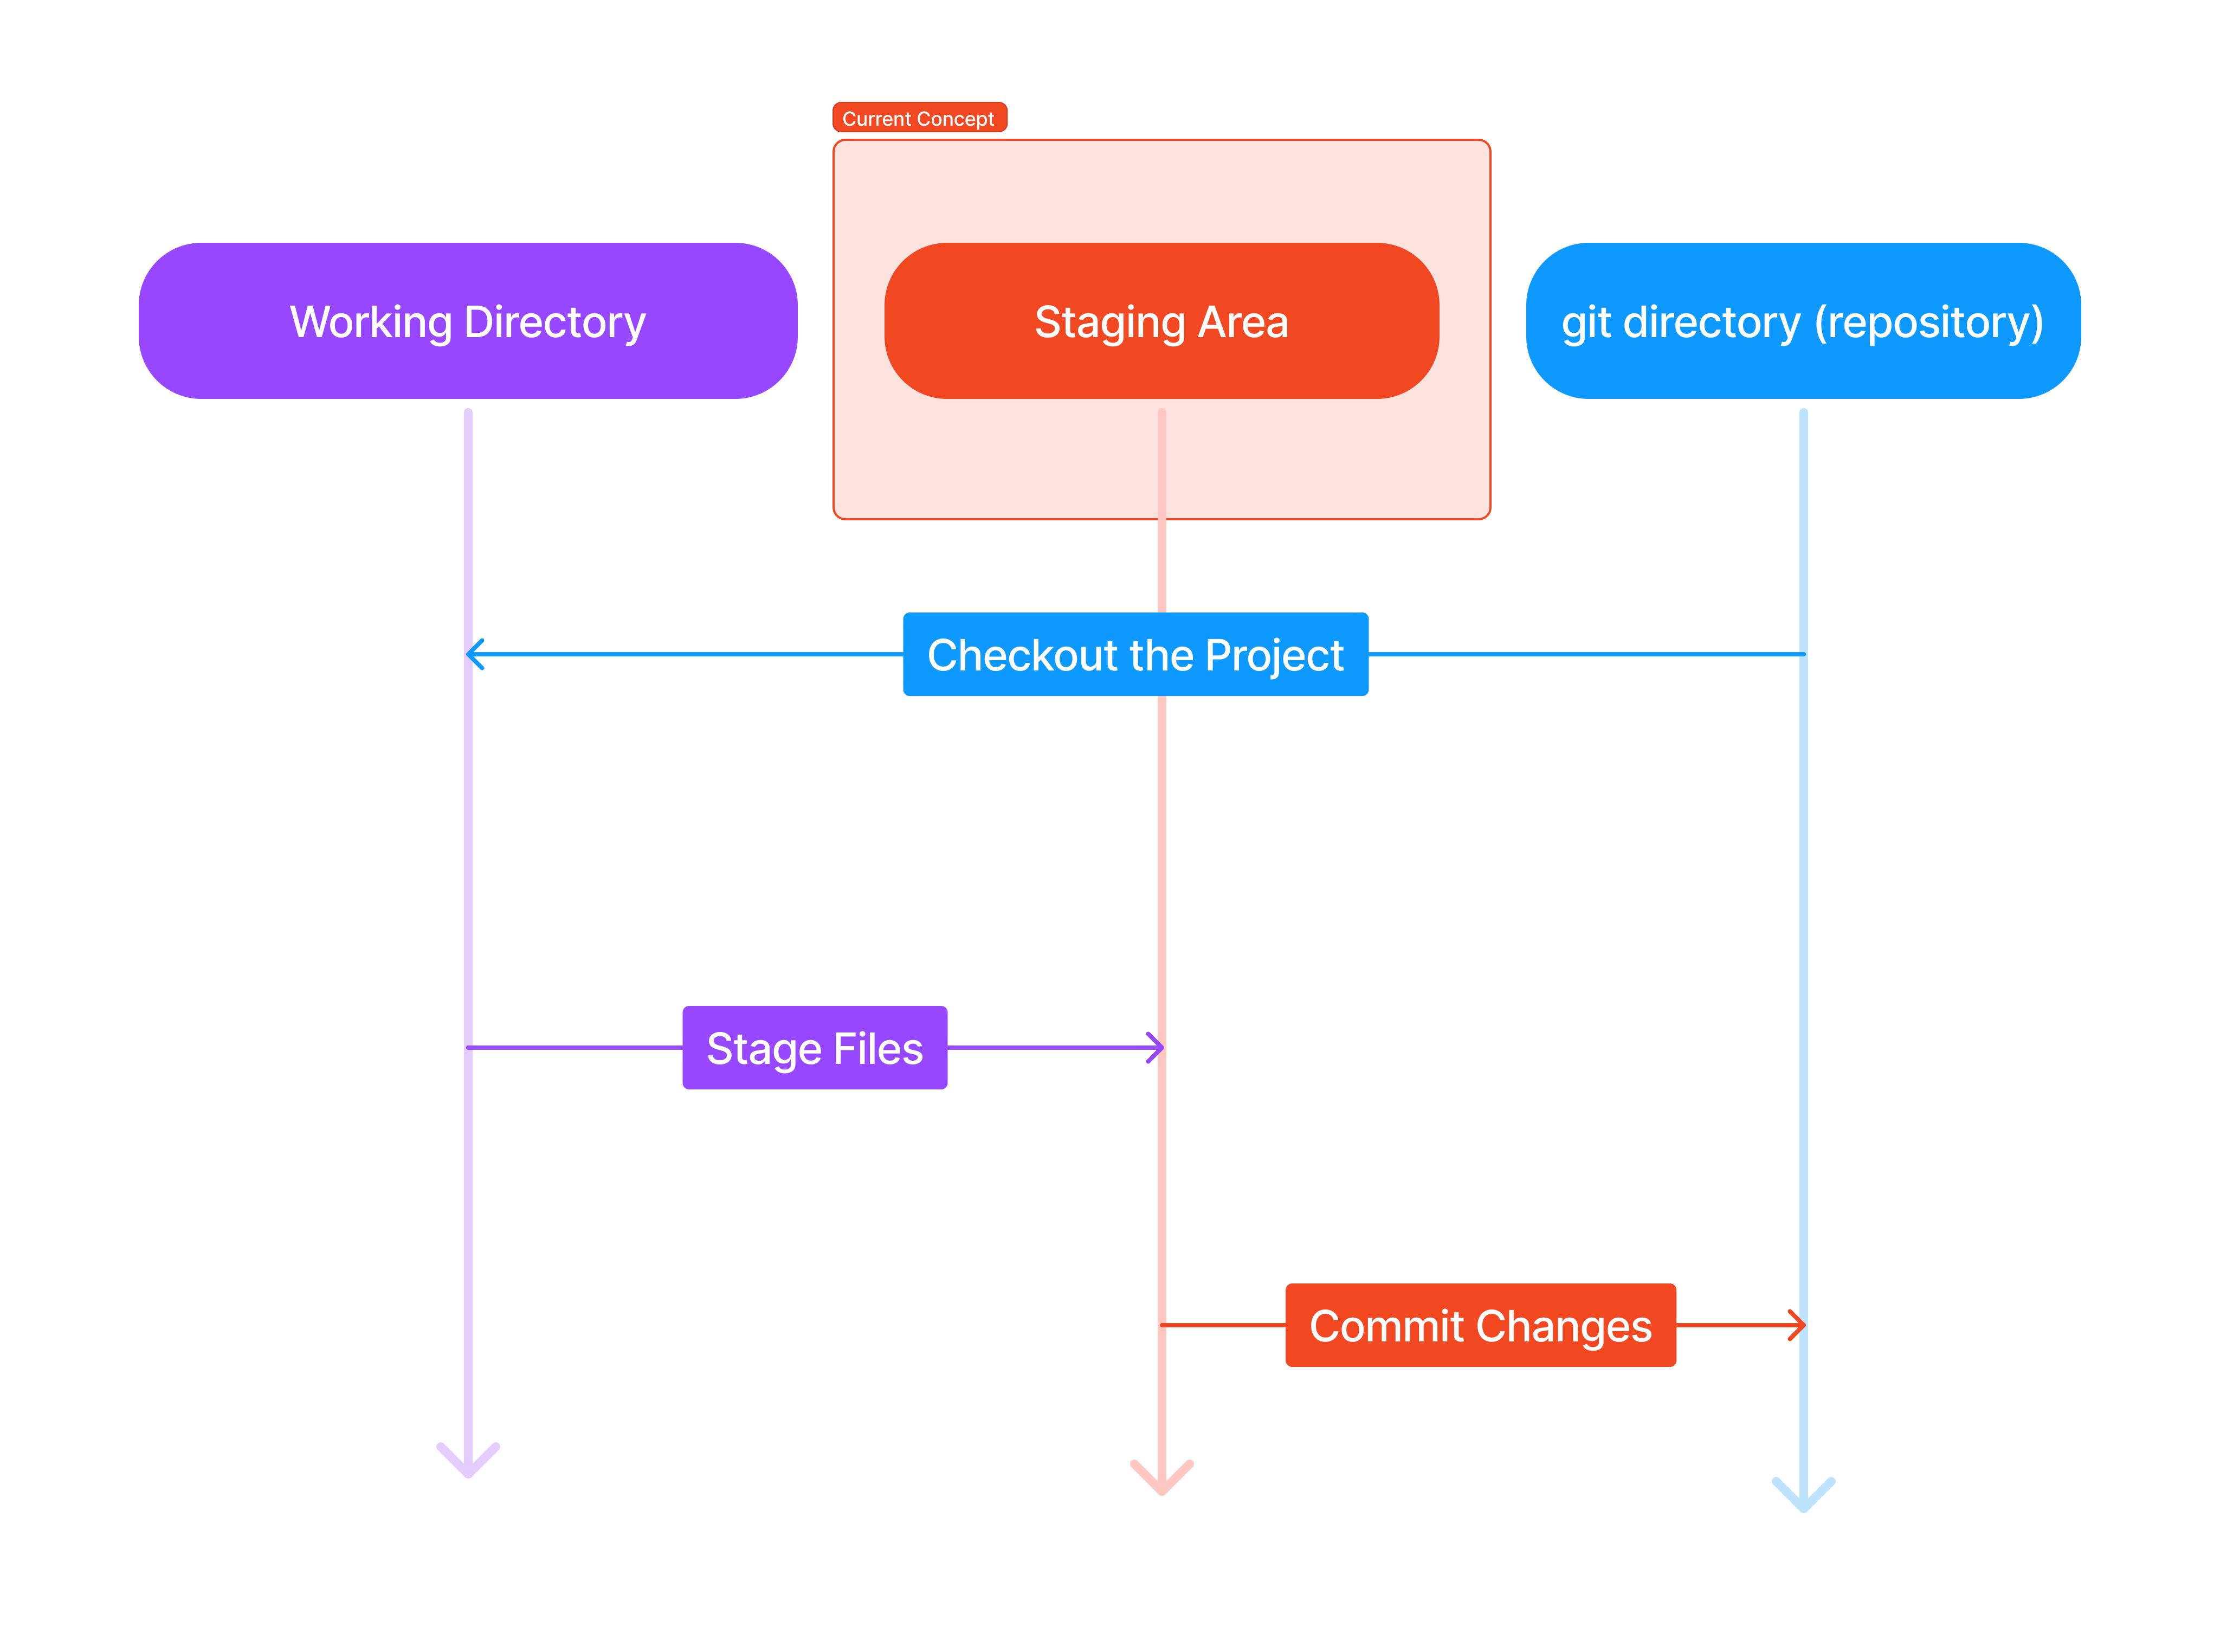 Current Concept
Working Directory
Staging Area
git directory (repository)
Checkout the Project
Stage Files
Commit Changes